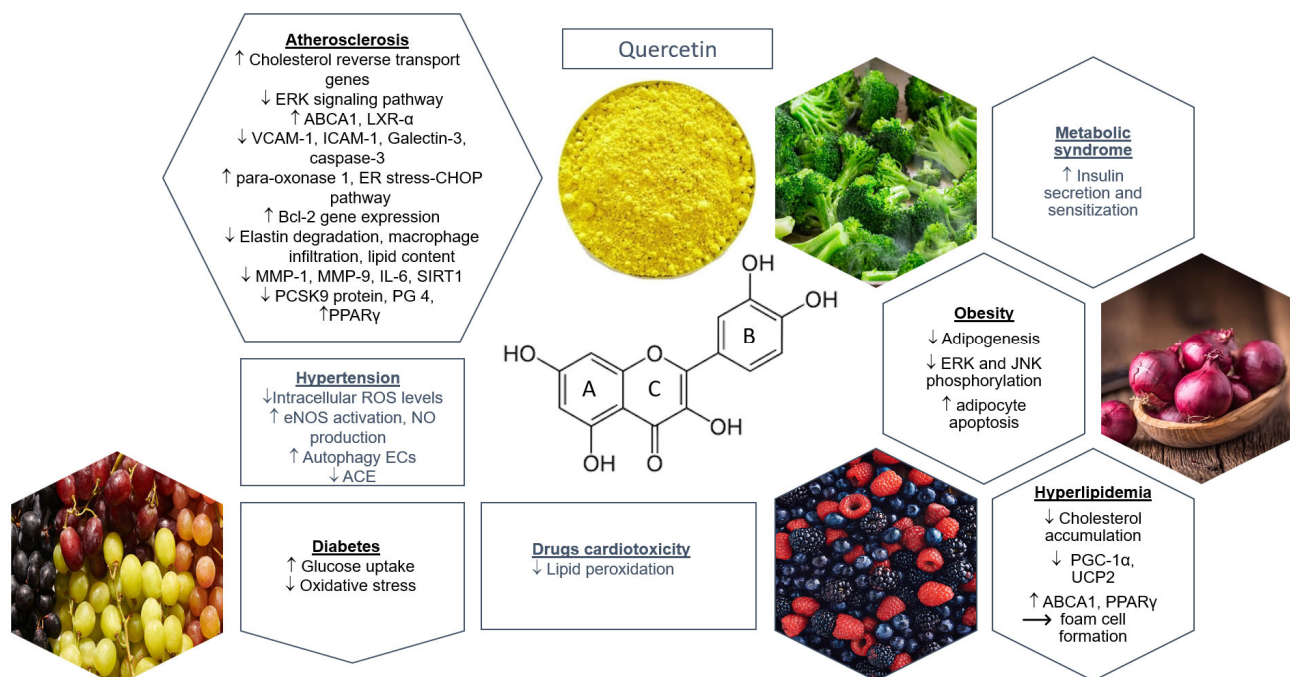 Quercetin
Atherosclerosis
↑ Cholesterol reverse transport
genes
↓ ERK signaling pathway
↑ ABCA1, LXR-α
↓ VCAM-1, ICAM-1, Galectin-3,
caspase-3
↑ para-oxonase 1, ER stress-CHOP
pathway
↑ Bcl-2 gene expression
↓ Elastin degradation, macrophage
infiltration, lipid content
↓ MMP-1, MMP-9, IL-6, SIRT1
↓ PCSK9 protein, PG 4,
↑PPARγ
Metabolic
syndrome
↑ Insulin
secretion and
sensitization
OH
OH
B
HO
O
A
C
OH
OH
O
Obesity
↓ Adipogenesis
↓ ERK and JNK
phosphorylation
↑ adipocyte
apoptosis
Hypertension
↓Intracellular ROS levels
↑ eNOS activation, NO
production
↑ Autophagy ECs
↓ ACE
Diabetes
↑ Glucose uptake
↓ Oxidative stress
Drugs cardiotoxicity
↓ Lipid peroxidation
Hyperlipidemia
↓ Cholesterol
accumulation
↓ PGC-1α,
UCP2
↑ ABCA1, PPARγ
→ foam cell
formation